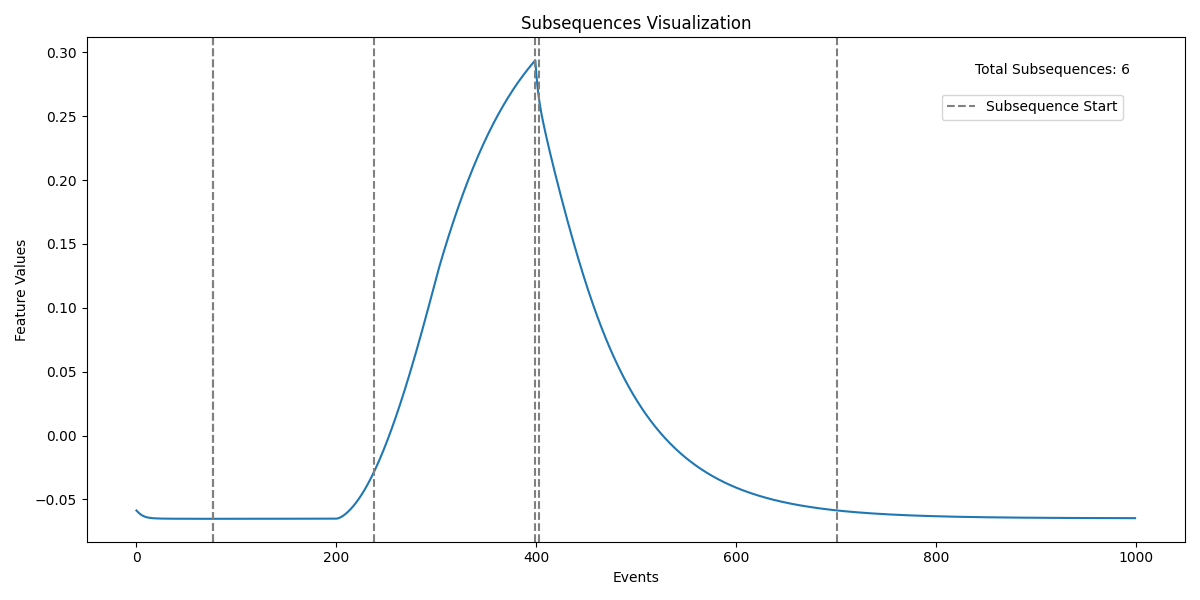 Subsequences Visualization
Total Subsequences: 6
Subsequence Start
Feature Values
0.30
0.25
0.20
0.15
0.10
0.05
0.00
−0.05
0
200
400
600
800
1000
Events